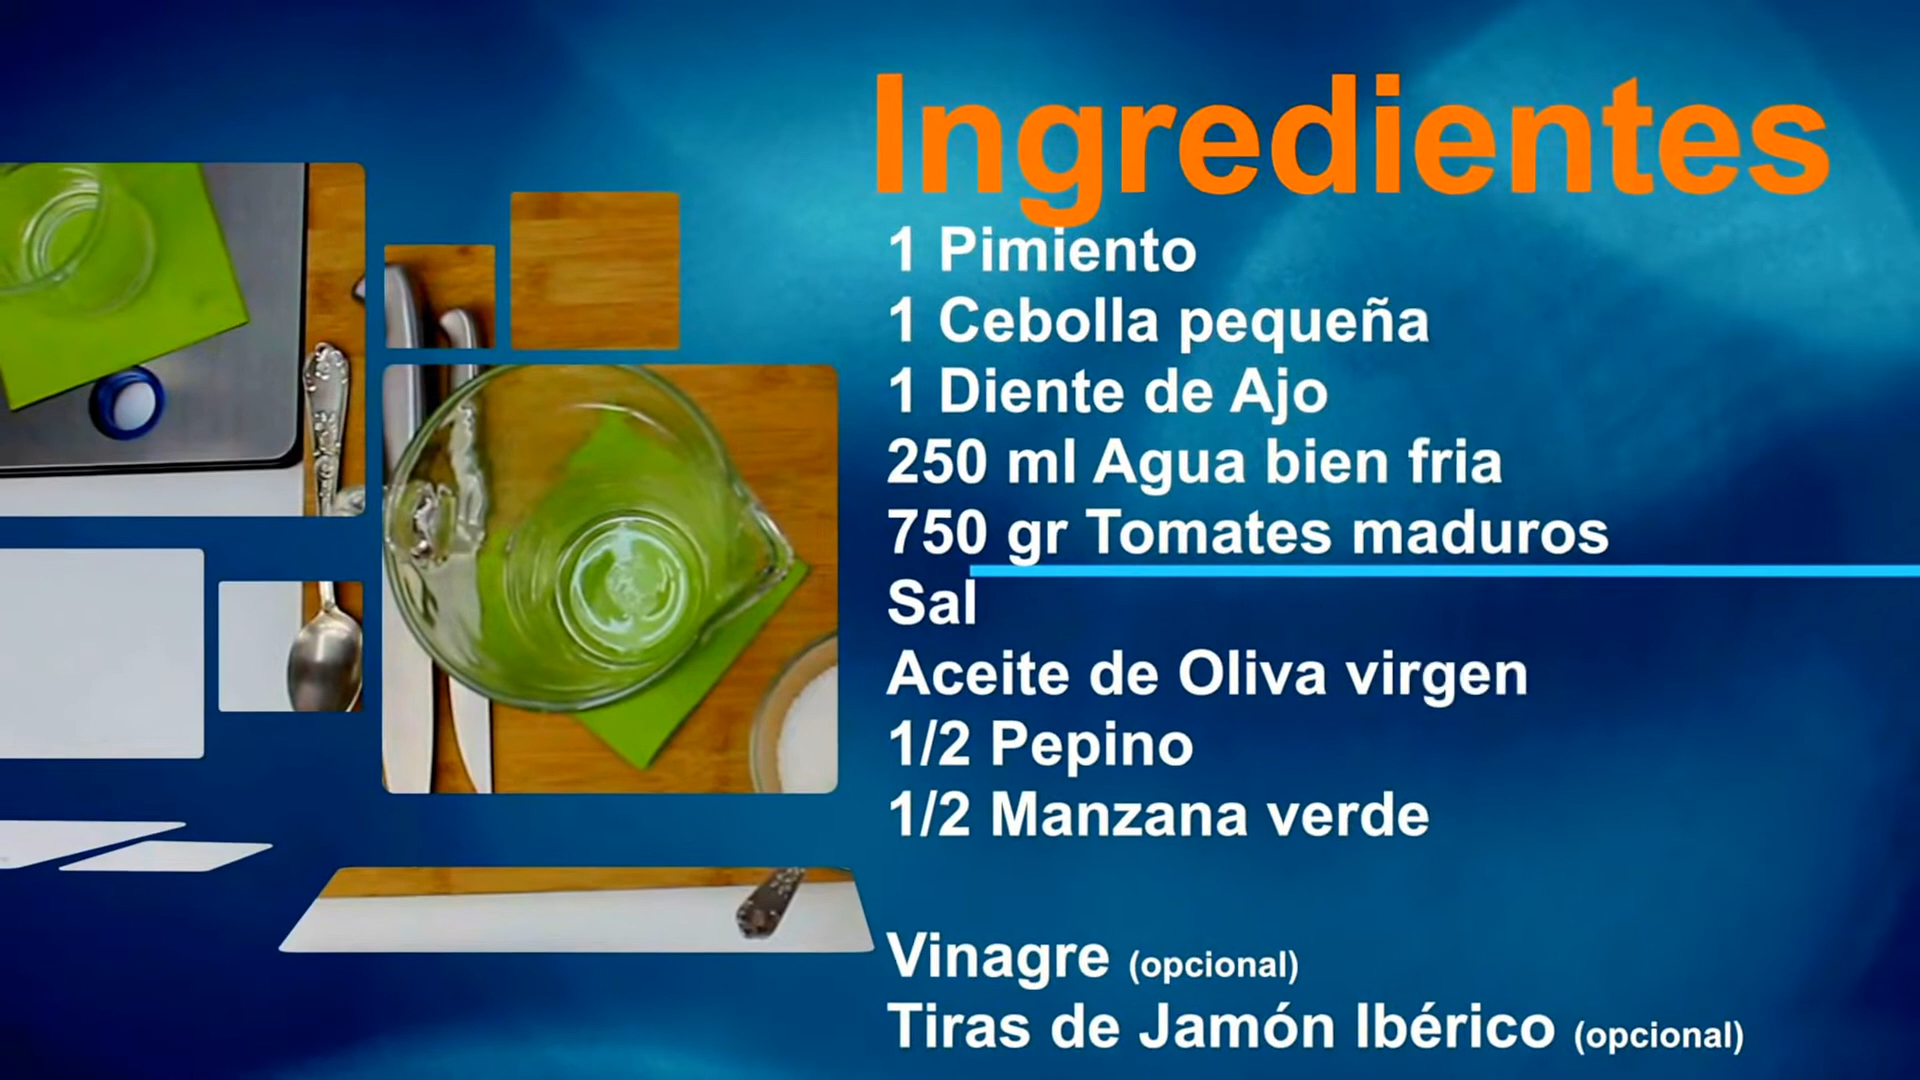 Ingredientes
1 Pimiento
1 Cebolla pequeña
1 Diente de Ajo
250 ml Agua bien fria
750 gr Tomates maduros
Sal
Aceite de Oliva virgen
1/2 Pepino
1/2 Manzana verde
Vinagre (opcional)
Tiras de Jamón Ibérico (opcional)